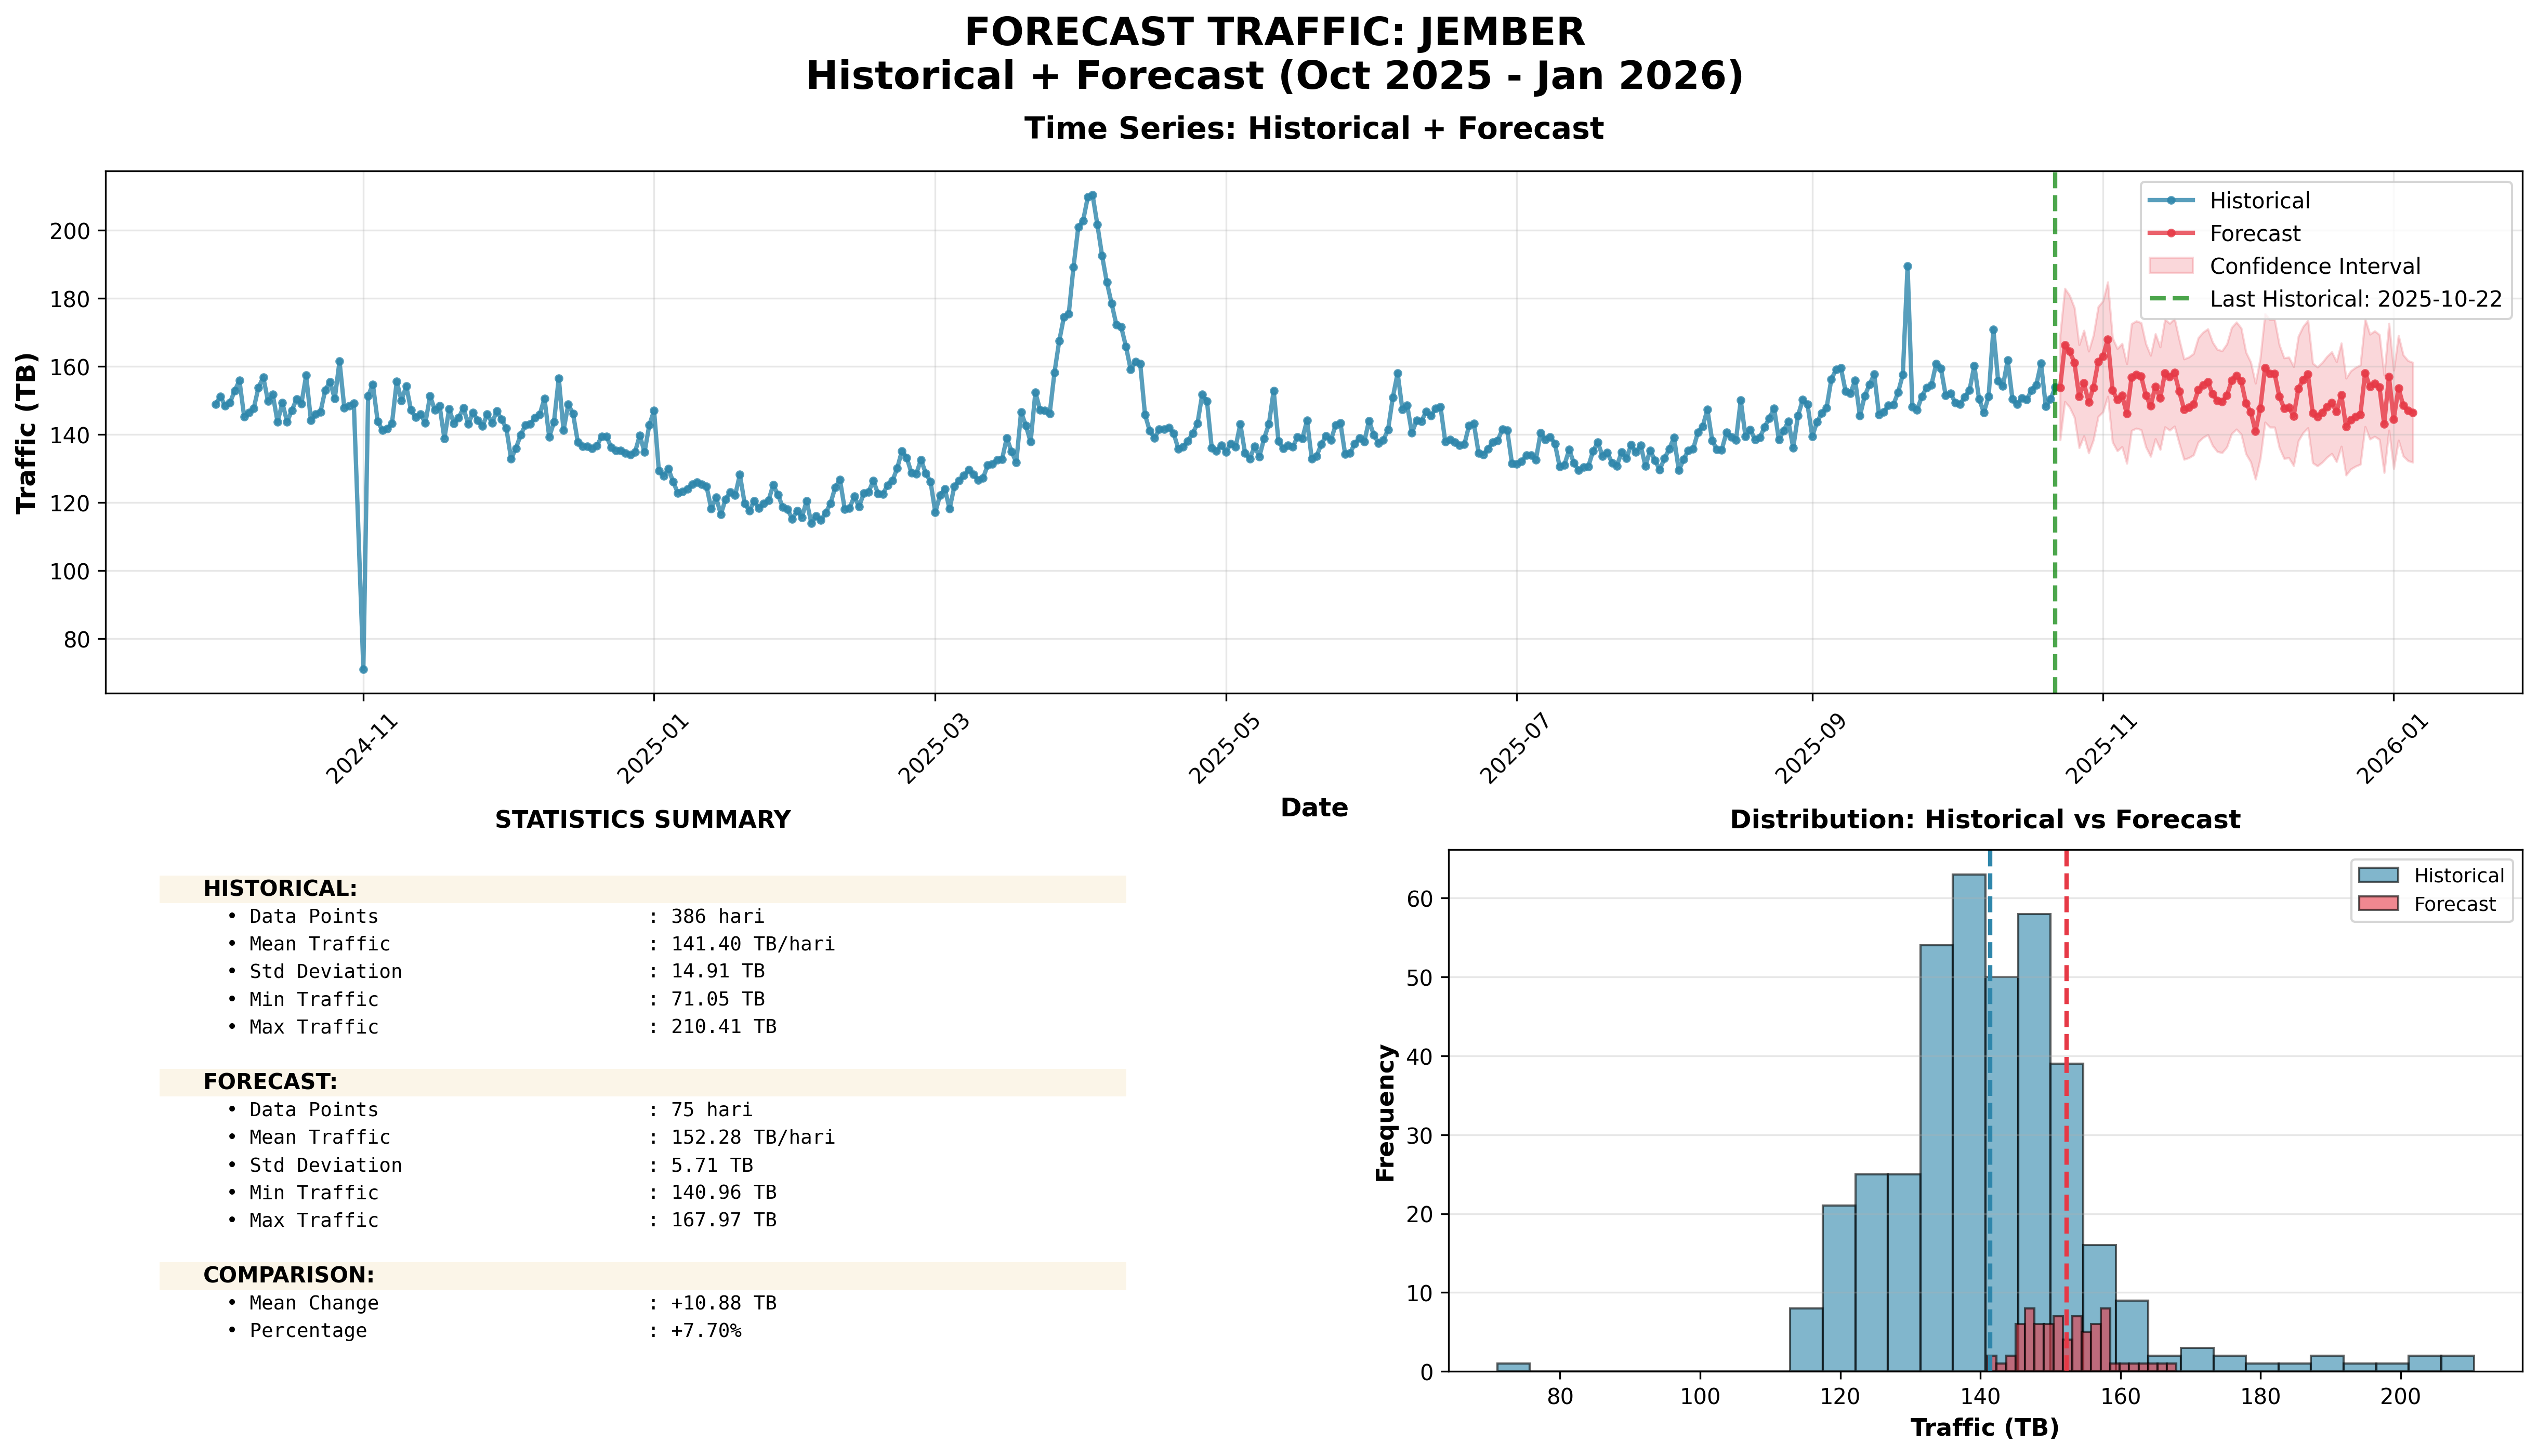 FORECAST TRAFFIC: JEMBER
Historical + Forecast (Oct 2025 - Jan 2026)
Time Series: Historical + Forecast
Traffic (TB)
200
180
160
140
120
100
80
Historical
Forecast
Confidence Interval
Last Historical: 2025-10-22
2024-11
2025-01
2025-03
2025-05
2025-07
2025-09
2025-11
2026-01
Date
STATISTICS SUMMARY
HISTORICAL:
• Data Points : 386 hari
• Mean Traffic : 141.40 TB/hari
• Std Deviation : 14.91 TB
• Min Traffic : 71.05 TB
• Max Traffic : 210.41 TB
FORECAST:
• Data Points : 75 hari
• Mean Traffic : 152.28 TB/hari
• Std Deviation : 5.71 TB
• Min Traffic : 140.96 TB
• Max Traffic : 167.97 TB
COMPARISON:
• Mean Change : +10.88 TB
• Percentage : +7.70%
Distribution: Historical vs Forecast
Frequency
60
50
40
30
20
10
0
Historical
Forecast
80
100
120
140
160
180
200
Traffic (TB)